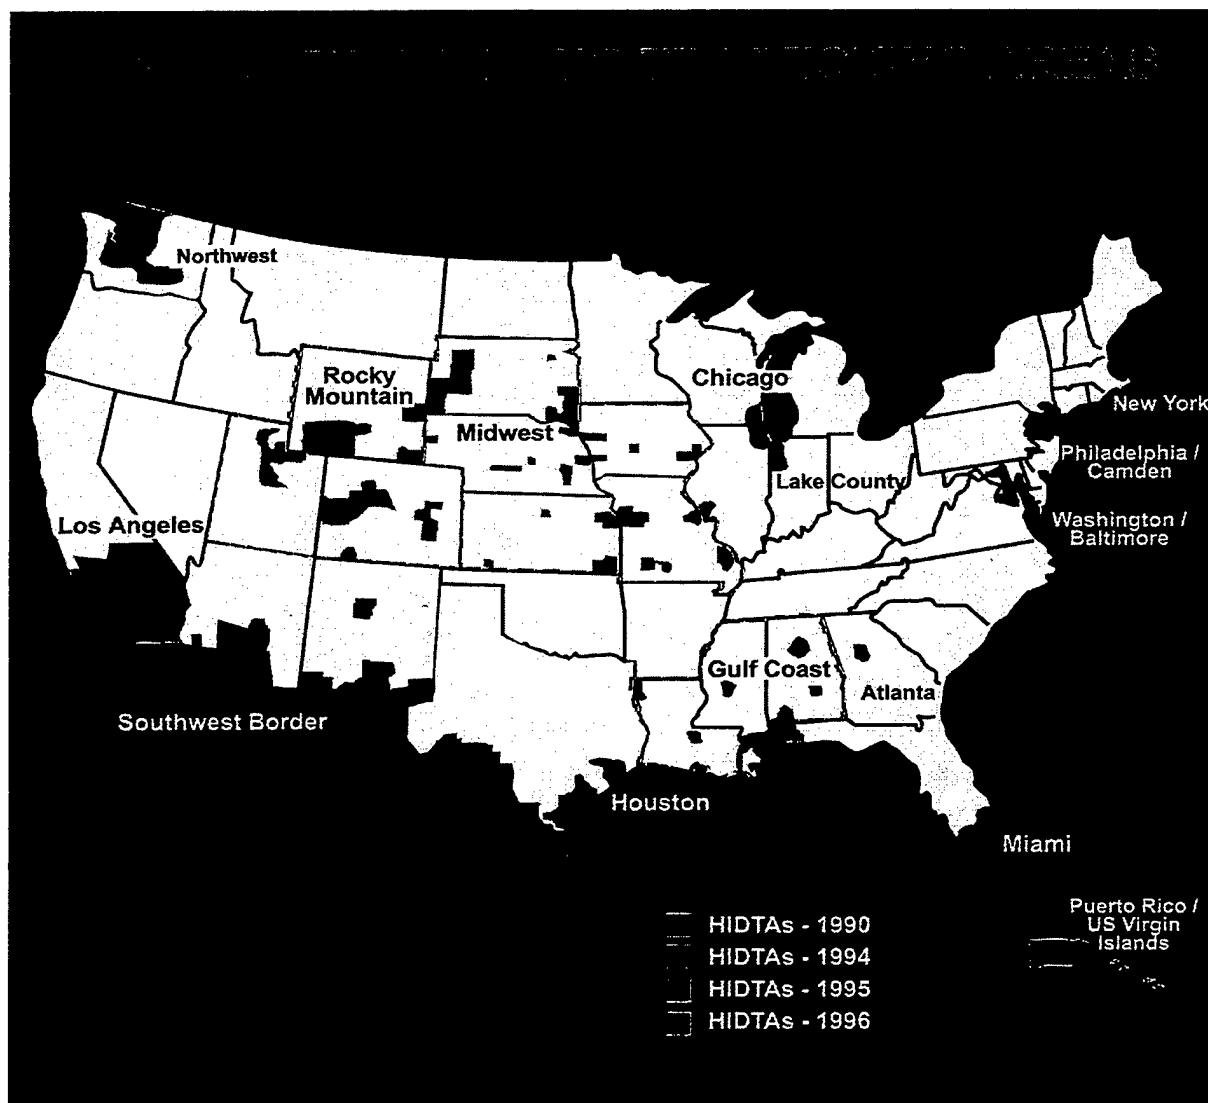 Northwest
Rocky
Mountain
Midwest
Chicago
New York
Philadelphia /
Camden
Lake County
Los Angeles
Washington /
Baltimore
Gulf Coast
Atlanta
Southwest Border
Houston
Miami
HIDTAs - 1990
HIDTAs - 1994
HIDTAs - 1995
HIDTAs - 1996
Puerto Rico /
US Virgin
Islands